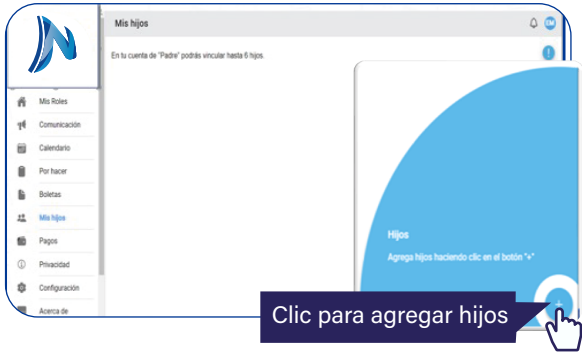 Mis hijos
EM
En tu cuenta de "Padre" podrás vincular hasta 6 hijos.
Mis Roles
Comunicación
Calendario
Por hacer
Boletas
Mis hijos
Pagos
Privacidad
Configuración
Acerca de
Hijos
Agrega hijos haciendo clic en el botón "+"
Clic para agregar hijos